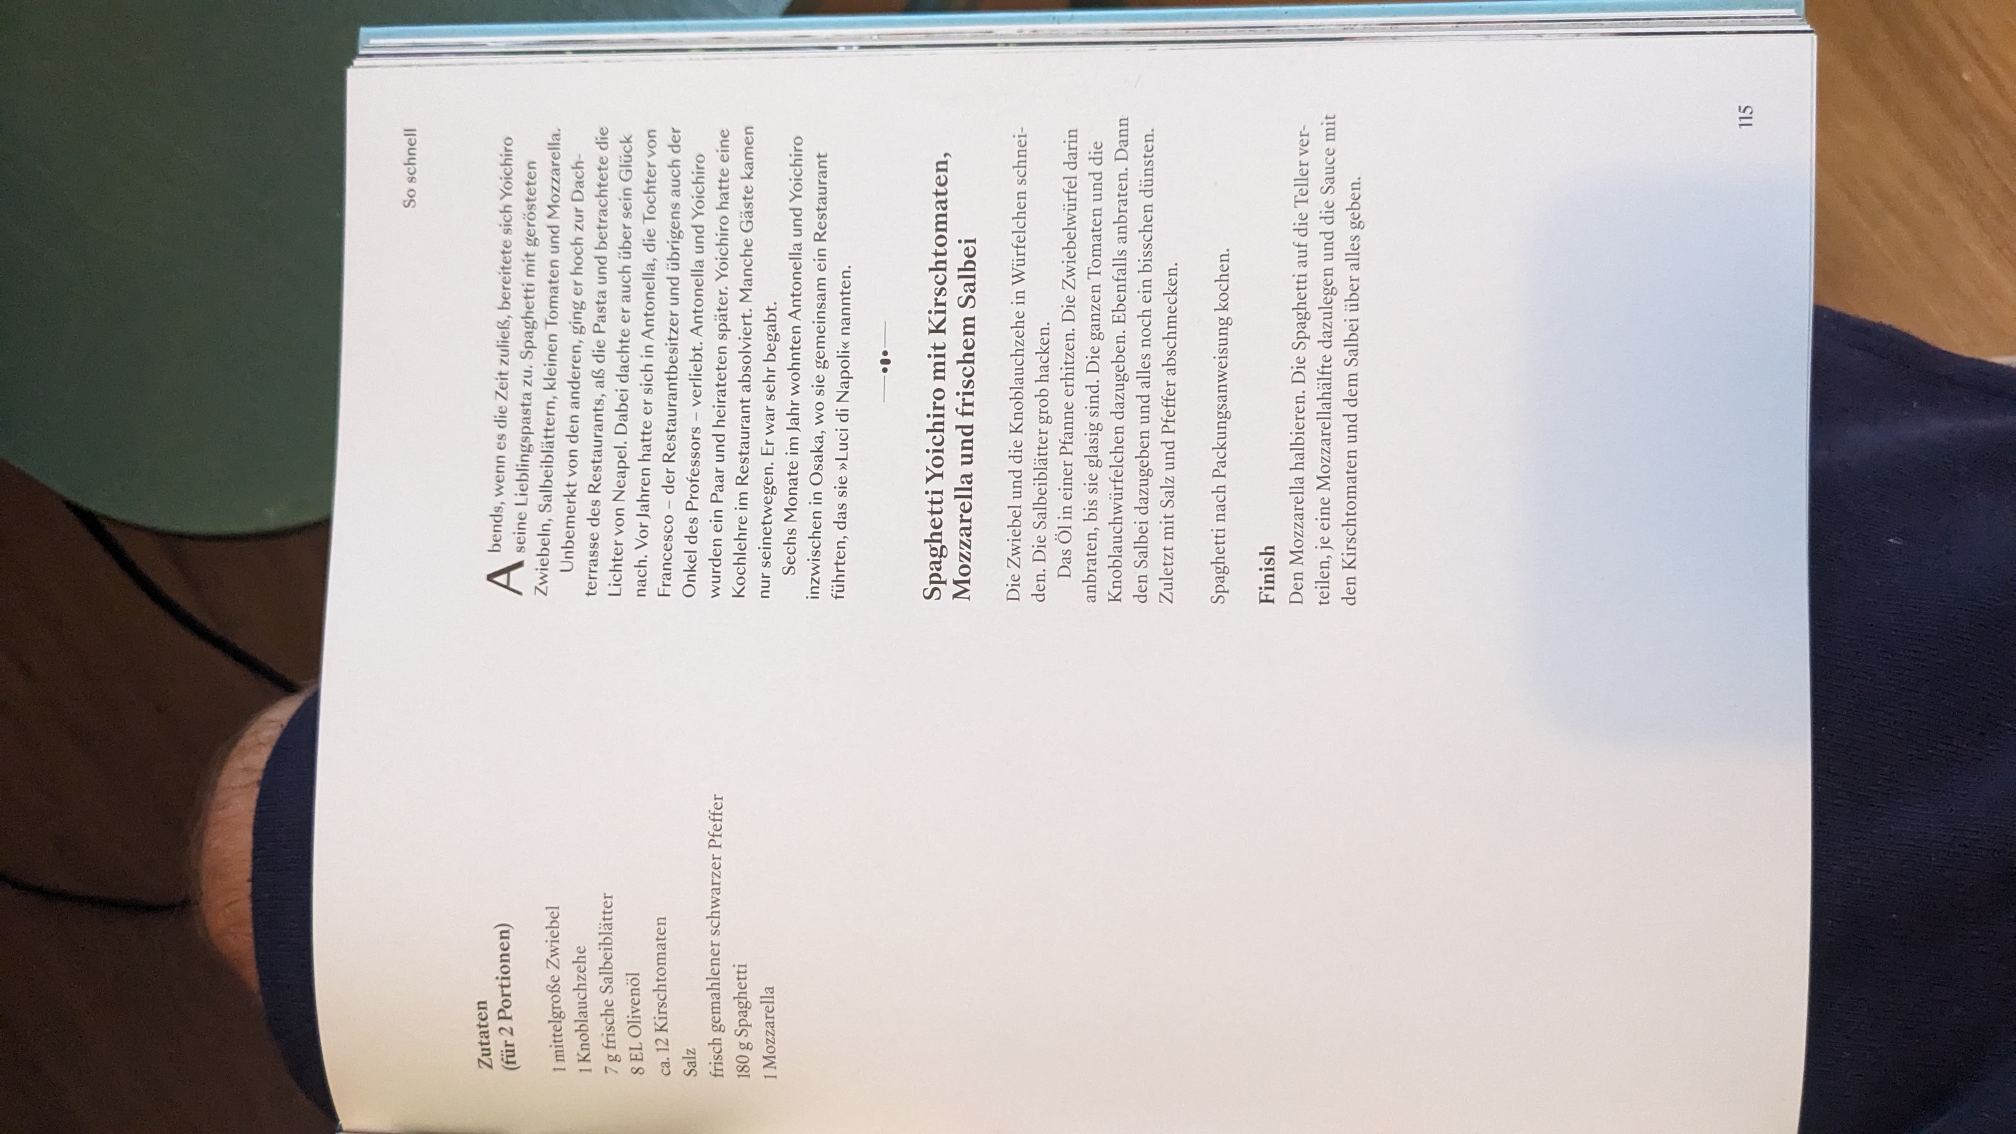 So schnell
Zutaten
(für 2 Portionen)
1 mittelgroße Zwiebel
1 Knoblauchzehe
7 g frische Salbeiblätter
8 EL Olivenöl
ca. 12 Kirschtomaten
Salz
frisch gemahlener schwarzer Pfeffer
180 g Spaghetti
1 Mozzarella
Abends, wenn es die Zeit zuließ, bereitete sich Yoichiro
seine Lieblingspasta zu. Spaghetti mit gerösteten
Zwiebeln, Salbeiblättern, kleinen Tomaten und Mozzarella.
Unbemerkt von den anderen, ging er hoch zur Dach-
terrasse des Restaurants, aß die Pasta und betrachtete die
Lichter von Neapel. Dabei dachte er auch über sein Glück
nach. Vor Jahren hatte er sich in Antonella, die Tochter von
Francesco – der Restaurantbesitzer und übrigens auch der
Onkel des Professors – verliebt. Antonella und Yoichiro
wurden ein Paar und heirateten später. Yoichiro hatte eine
Kochlehre im Restaurant absolviert. Manche Gäste kamen
nur seinetwegen. Er war sehr begabt.
Sechs Monate im Jahr wohnten Antonella und Yoichiro
inzwischen in Osaka, wo sie gemeinsam ein Restaurant
führten, das sie »Luci di Napoli« nannten.
Spaghetti Yoichiro mit Kirschtomaten,
Mozzarella und frischem Salbei
Die Zwiebel und die Knoblauchzehe in Würfelchen schnei-
den. Die Salbeiblätter grob hacken.
Das Öl in einer Pfanne erhitzen. Die Zwiebelwürfel darin
anbraten, bis sie glasig sind. Die ganzen Tomaten und die
Knoblauchwürfelchen dazugeben. Ebenfalls anbraten. Dann
den Salbei dazugeben und alles noch ein bisschen dünsten.
Zuletzt mit Salz und Pfeffer abschmecken.
Spaghetti nach Packungsanweisung kochen.
Finish
Den Mozzarella halbieren. Die Spaghetti auf die Teller ver-
teilen, je eine Mozzarellahälfte dazulegen und die Sauce mit
den Kirschtomaten und dem Salbei über alles geben.
115